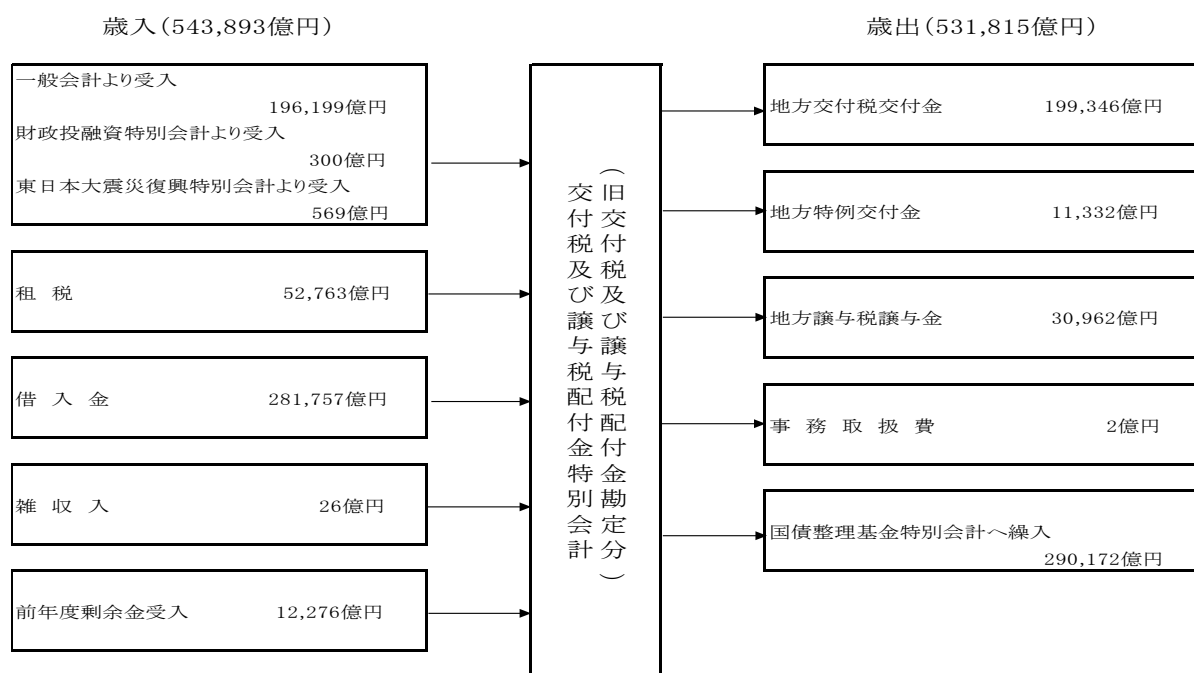 歳入(543,893億円)
一般会計より受入
196,199億円
財政投融資特別会計より受入
300億円
東日本大震災復興特別会計より受入
569億円
租 税 52,763億円
借 入 金 281,757億円
雑 収 入 26億円
前年度剰余金受入 12,276億円
(旧交付税及び譲与税配付金勘定分)
交付税及び譲与税配付金特別会計
歳出(531,815億円)
地方交付税交付金 199,346億円
地方特例交付金 11,332億円
地方譲与税譲与金 30,962億円
事 務 取 扱 費 2億円
国債整理基金特別会計へ繰入
290,172億円